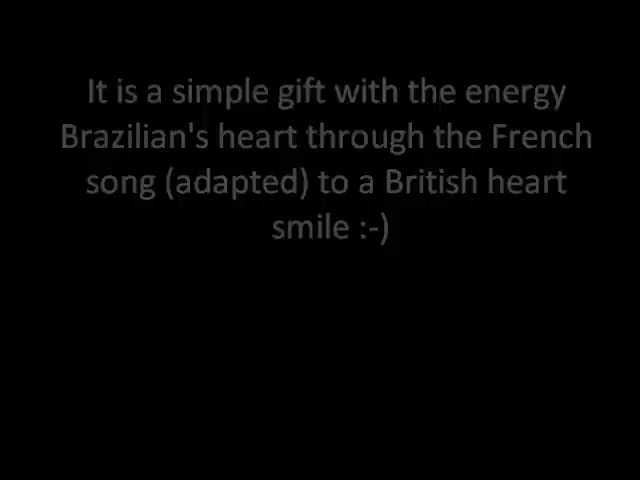 It is a simple gift with the energy
Brazilian's heart through the French
song (adapted) to a British heart
smile :-)